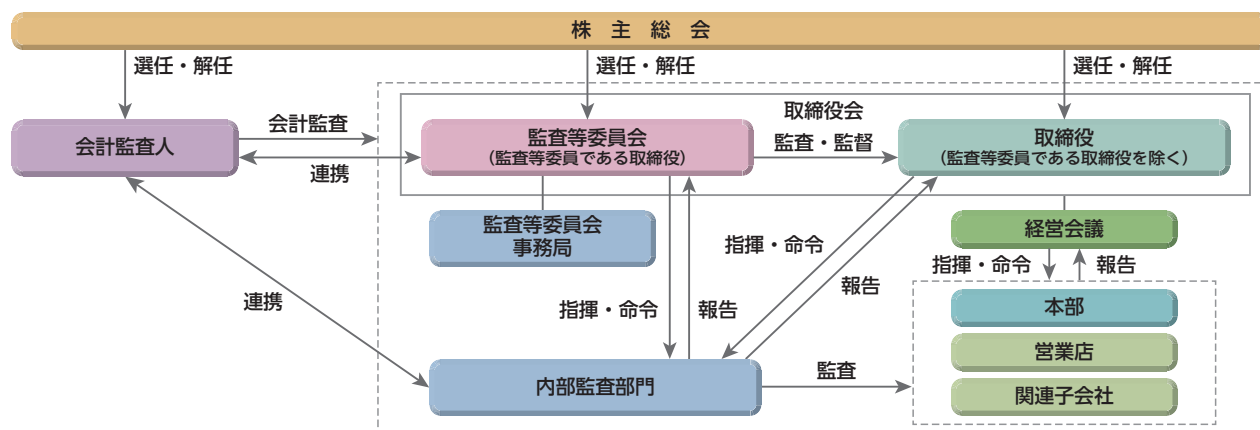 株主総会
選任・解任
選任・解任
選任・解任
取締役会
会計監査人
会計監査
連携
監査等委員会
（監査等委員である取締役）
監査・監督
取締役
（監査等委員である取締役を除く）
監査等委員会
事務局
経営会議
指揮・命令
報告
指揮・命令
報告
連携
指揮・命令
報告
本部
営業店
関連子会社
内部監査部門
監査